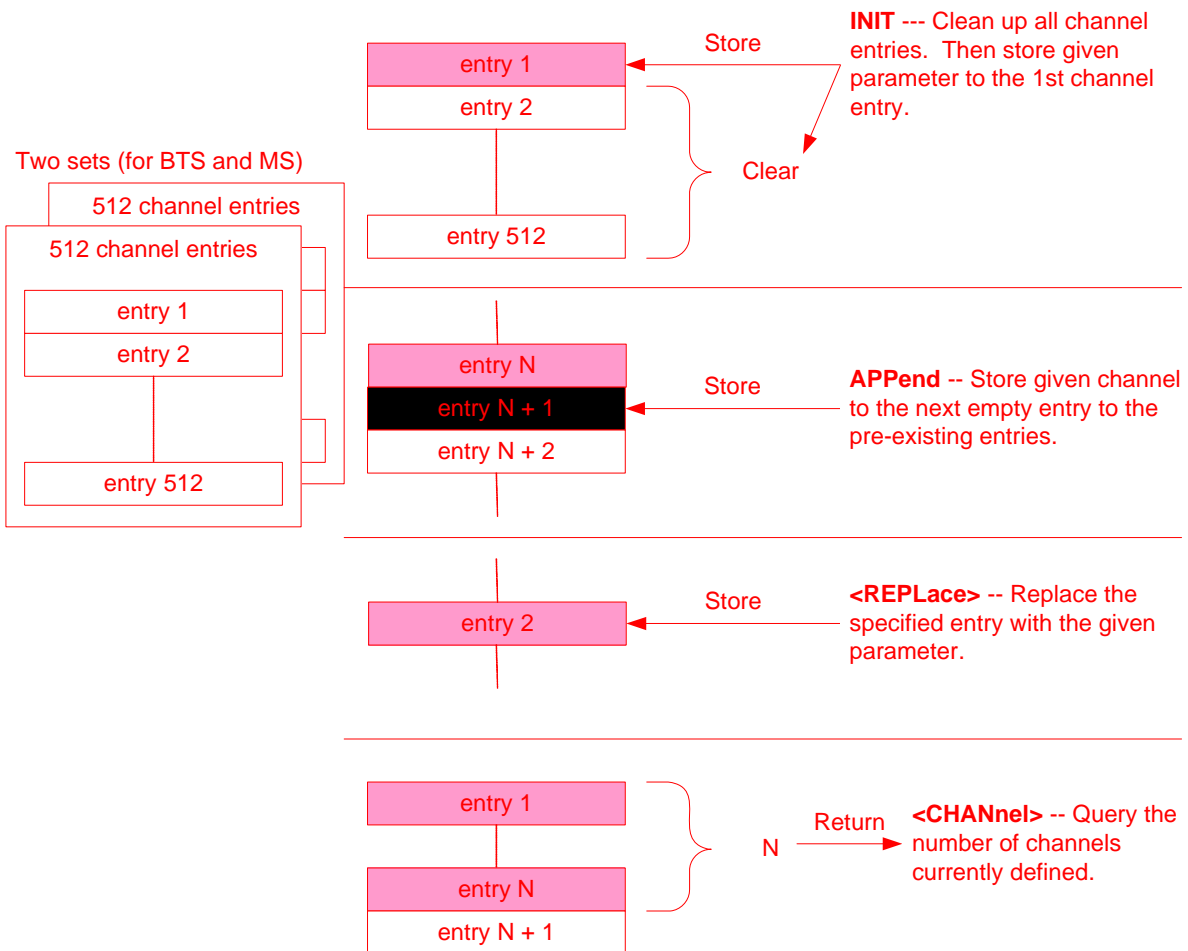 Two sets (for BTS and MS)
512 channel entries
512 channel entries
entry 1
entry 2
entry 512
entry 1
entry 2
entry 512
Store
Clear
INIT --- Clean up all channel
entries. Then store given
parameter to the 1st channel
entry.
entry N
entry N + 1
entry N + 2
Store
APPend -- Store given channel
to the next empty entry to the
pre-existing entries.
entry 2
Store
<REPLace> -- Replace the
specified entry with the given
parameter.
entry 1
entry N
entry N + 1
N
Return
<CHANnel> -- Query the
number of channels
currently defined.